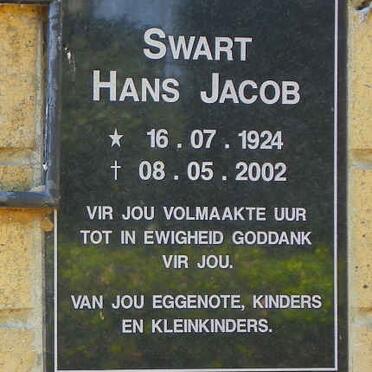 SWART
HANS JACOB
★ 16 . 07 . 1924
† 08 . 05 . 2002
VIR JOU VOLMAAKTE UUR
TOT IN EWIGHEID GODDANK
VIR JOU.
VAN JOU EGGENOTE, KINDERS
EN KLEINKINDERS.